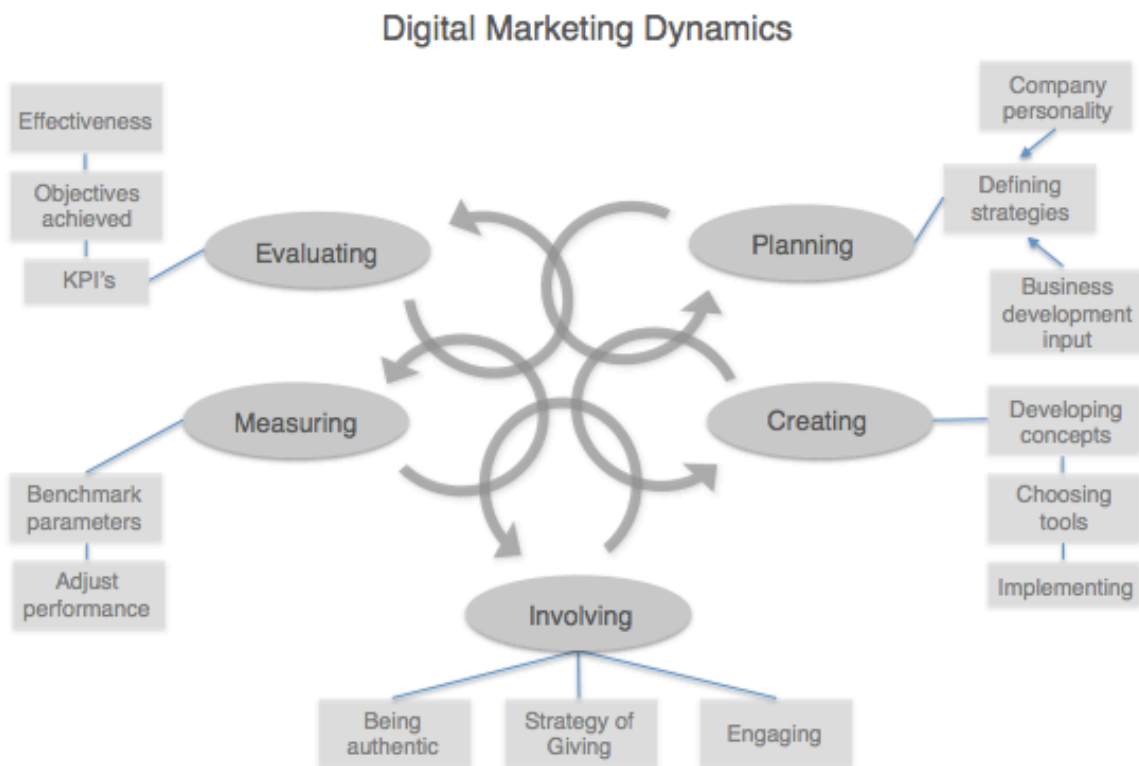 Digital Marketing Dynamics
Effectiveness
Objectives
achieved
KPI's
Evaluating
Company
personality
Defining
strategies
Business
development
input
Planning
Measuring
Benchmark
parameters
Adjust
performance
Creating
Developing
concepts
Choosing
tools
Implementing
Involving
Being
authentic
Strategy of
Giving
Engaging